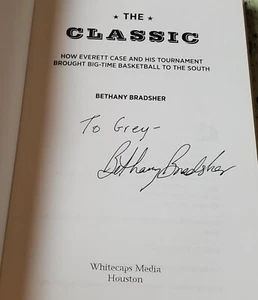 ★ THE ★
CLASSIC
HOW EVERETT CASE AND HIS TOURNAMENT
BROUGHT BIG-TIME BASKETBALL TO THE SOUTH
BETHANY BRADSHER
To Grey-
Bethany Bradsher
Whitecaps Media
Houston